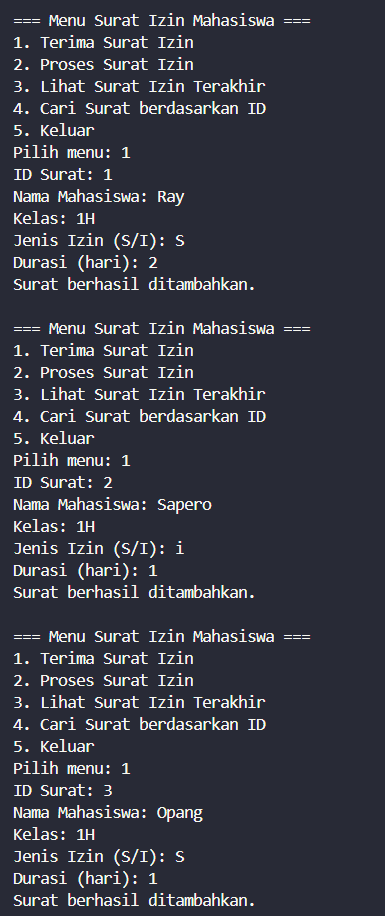 === Menu Surat Izin Mahasiswa ===
1. Terima Surat Izin
2. Proses Surat Izin
3. Lihat Surat Izin Terakhir
4. Cari Surat berdasarkan ID
5. Keluar
Pilih menu: 1
ID Surat: 1
Nama Mahasiswa: Ray
Kelas: 1H
Jenis Izin (S/I): S
Durasi (hari): 2
Surat berhasil ditambahkan.

=== Menu Surat Izin Mahasiswa ===
1. Terima Surat Izin
2. Proses Surat Izin
3. Lihat Surat Izin Terakhir
4. Cari Surat berdasarkan ID
5. Keluar
Pilih menu: 1
ID Surat: 2
Nama Mahasiswa: Sapero
Kelas: 1H
Jenis Izin (S/I): i
Durasi (hari): 1
Surat berhasil ditambahkan.

=== Menu Surat Izin Mahasiswa ===
1. Terima Surat Izin
2. Proses Surat Izin
3. Lihat Surat Izin Terakhir
4. Cari Surat berdasarkan ID
5. Keluar
Pilih menu: 1
ID Surat: 3
Nama Mahasiswa: Opang
Kelas: 1H
Jenis Izin (S/I): S
Durasi (hari): 1
Surat berhasil ditambahkan.